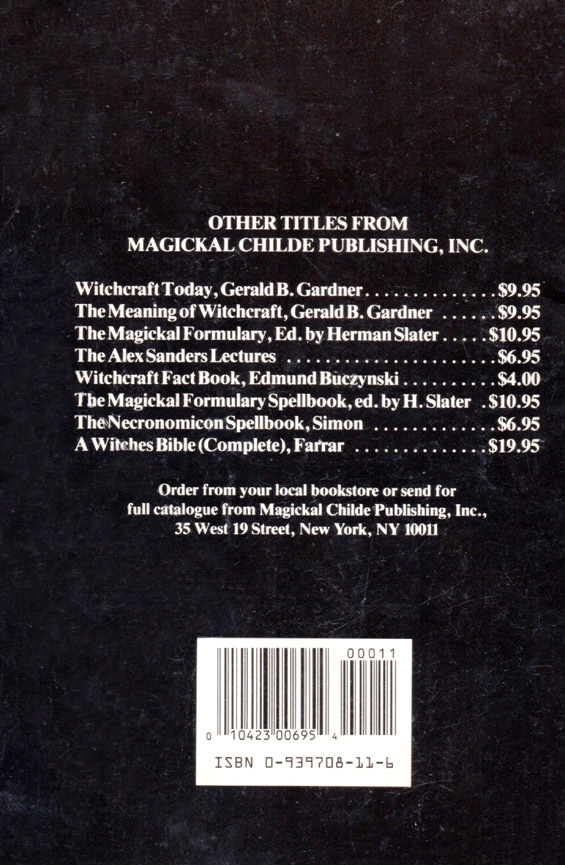 OTHER TITLES FROM
MAGICKAL CHILDE PUBLISHING, INC.
Witchcraft Today, Gerald B. Gardner . . . . . . . . . . . . . . $9.95
The Meaning of Witchcraft, Gerald B. Gardner . . . . . . $9.95
The Magickal Formulary, Ed. by Herman Slater . . . . . $10.95
The Alex Sanders Lectures . . . . . . . . . . . . . . . . . . . . . . $6.95
Witchcraft Fact Book, Edmund Buczynski . . . . . . . . . . $4.00
The Magickal Formulary Spellbook, ed. by H. Slater . $10.95
The Necronomicon Spellbook, Simon . . . . . . . . . . . . . $6.95
A Witches Bible (Complete), Farrar . . . . . . . . . . . . . . $19.95
Order from your local bookstore or send for
full catalogue from Magickal Childe Publishing, Inc.,
35 West 19 Street, New York, NY 10011
00011
0 10423 00695 4
ISBN 0-939708-11-6